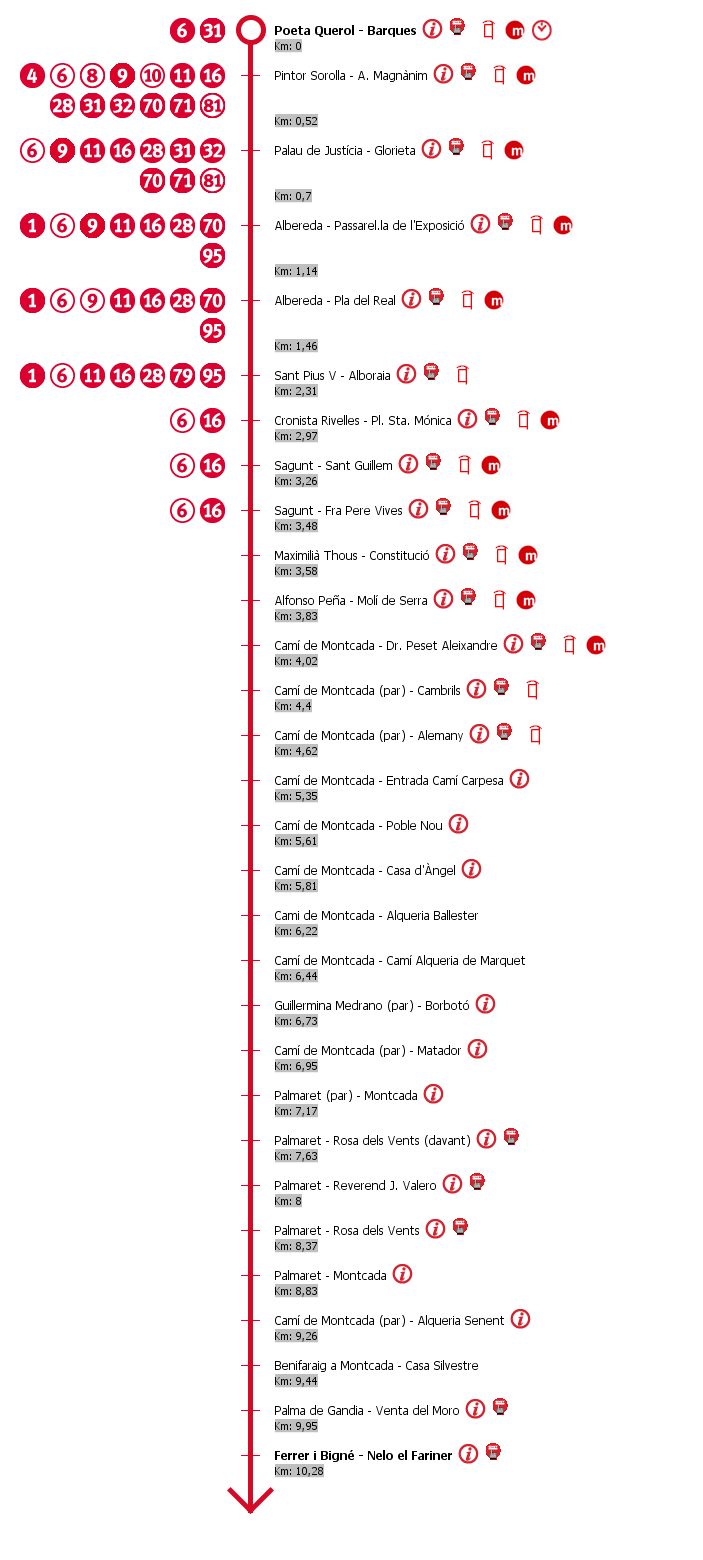 6 31 Poeta Querol - Barques
Km: 0
4 6 8 9 10 11 16 Pintor Sorolla - A. Magnànim
28 31 32 70 71 81
Km: 0,52
6 9 11 16 28 31 32 Palau de Justícia - Glorieta
70 71 81
Km: 0,7
1 6 9 11 16 28 70 Albereda - Passarel.la de l'Exposició
95
Km: 1,14
1 6 9 11 16 28 70 Albereda - Pla del Real
95
Km: 1,46
1 6 11 16 28 79 95 Sant Pius V - Alboraia
Km: 2,31
6 16 Cronista Rivelles - Pl. Sta. Mónica
Km: 2,97
6 16 Sagunt - Sant Guillem
Km: 3,26
6 16 Sagunt - Fra Pere Vives
Km: 3,48
Maximilià Thous - Constitució
Km: 3,58
Alfonso Peña - Molí de Serra
Km: 3,83
Camí de Montcada - Dr. Peset Aleixandre
Km: 4,02
Camí de Montcada (par) - Cambrils
Km: 4,4
Camí de Montcada (par) - Alemany
Km: 4,62
Camí de Montcada - Entrada Camí Carpesa
Km: 5,35
Camí de Montcada - Poble Nou
Km: 5,61
Camí de Montcada - Casa d'Àngel
Km: 5,81
Cami de Montcada - Alqueria Ballester
Km: 6,22
Camí de Montcada - Camí Alqueria de Marquet
Km: 6,44
Guillermina Medrano (par) - Borbotó
Km: 6,73
Camí de Montcada (par) - Matador
Km: 6,95
Palmaret (par) - Montcada
Km: 7,17
Palmaret - Rosa dels Vents (davant)
Km: 7,63
Palmaret - Reverend J. Valero
Km: 8
Palmaret - Rosa dels Vents
Km: 8,37
Palmaret - Montcada
Km: 8,83
Camí de Montcada (par) - Alqueria Senent
Km: 9,26
Benifaraig a Montcada - Casa Silvestre
Km: 9,44
Palma de Gandia - Venta del Moro
Km: 9,95
Ferrer i Bigné - Nelo el Fariner
Km: 10,28